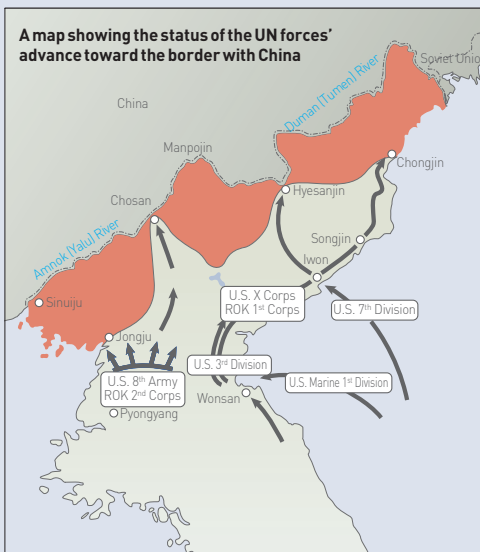 A map showing the status of the UN forces'
advance toward the border with China
Soviet Unio
China
Duman (Tumen) River
Manpojin
Chongjin
Hyesanjin
Chosan
Amnok (Yalu) River
Songjin
Iwon
Sinuiju
U.S. X Corps
ROK 1st Corps
U.S. 7th Division
Jongju
U.S. 3rd Division
U.S. 8th Army
ROK 2nd Corps
U.S. Marine 1st Division
Wonsan
Pyongyang